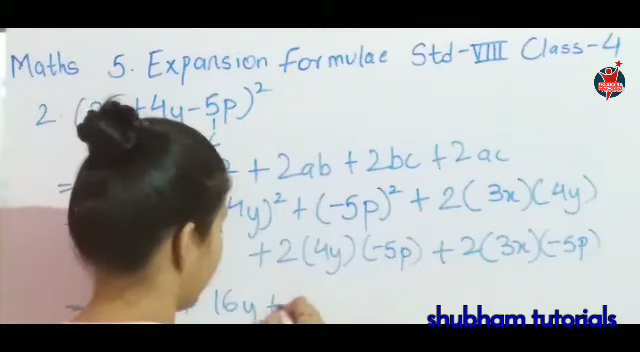 Maths 5. Expansion formulae Std-VIII Class-4
2. ( +4y-5p)²
= 2 + 2ab + 2bc + 2ac
4y)² + (-5p)² + 2(3x)(4y)
+ 2(4y)(-5p) + 2(3x)(-5p)
= 16y +
shubham tutorials